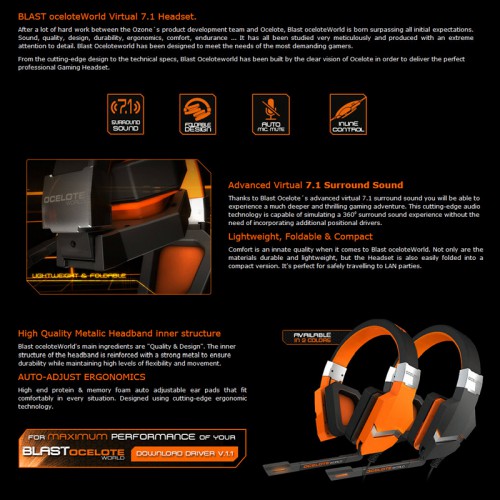 BLAST oceloteWorld Virtual 7.1 Headset.
After a lot of hard work between the Ozone´s product development team and Ocelote, Blast oceloteWorld is born surpassing all initial expectations.
Sound, quality, design, durability, ergonomics, comfort, endurance ... It has all been studied very meticulously and produced with an extreme
attention to detail. Blast Oceloteworld has been designed to meet the needs of the most demanding gamers.
From the cutting-edge design to the technical specs, Blast Oceloteworld has been built by the clear vision of Ocelote in order to deliver the perfect
professional Gaming Headset.
7.1
SURROUND
SOUND
FOLDABLE
DESIGN
AUTO
MIC MUTE
INLINE
CONTROL
OCELOTE
LIGHTWEIGHT & FOLDABLE
Advanced Virtual 7.1 Surround Sound
Thanks to Blast Ocelote´s advanced virtual 7.1 surround sound you will be able to
experience a much deeper and thrilling gaming adventure. This cutting-edge audio
technology is capable of simulating a 360º surround sound experience without the
need of incorporating additional positional drivers.
Lightweight, Foldable & Compact
Comfort is an innate quality when it comes to Blast oceloteWorld. Not only are the
materials durable and lightweight, but the Headset is also easily folded into a
compact version. It's perfect for safely travelling to LAN parties.
High Quality Metalic Headband inner structure
Blast oceloteWorld's main ingredients are "Quality & Design". The inner
structure of the headband is reinforced with a strong metal to ensure
durability while maintaining high levels of flexibility and movement.
AUTO-ADJUST ERGONOMICS
High end protein & memory foam auto adjustable ear pads that fit
comfortably in every situation. Designed using cutting-edge ergonomic
technology.
AVAILABLE
IN 2 COLORS
FOR MAXIMUM PERFORMANCE OF YOUR
BLASTOCELOTE
WORLD
DOWNLOAD DRIVER V.1.1